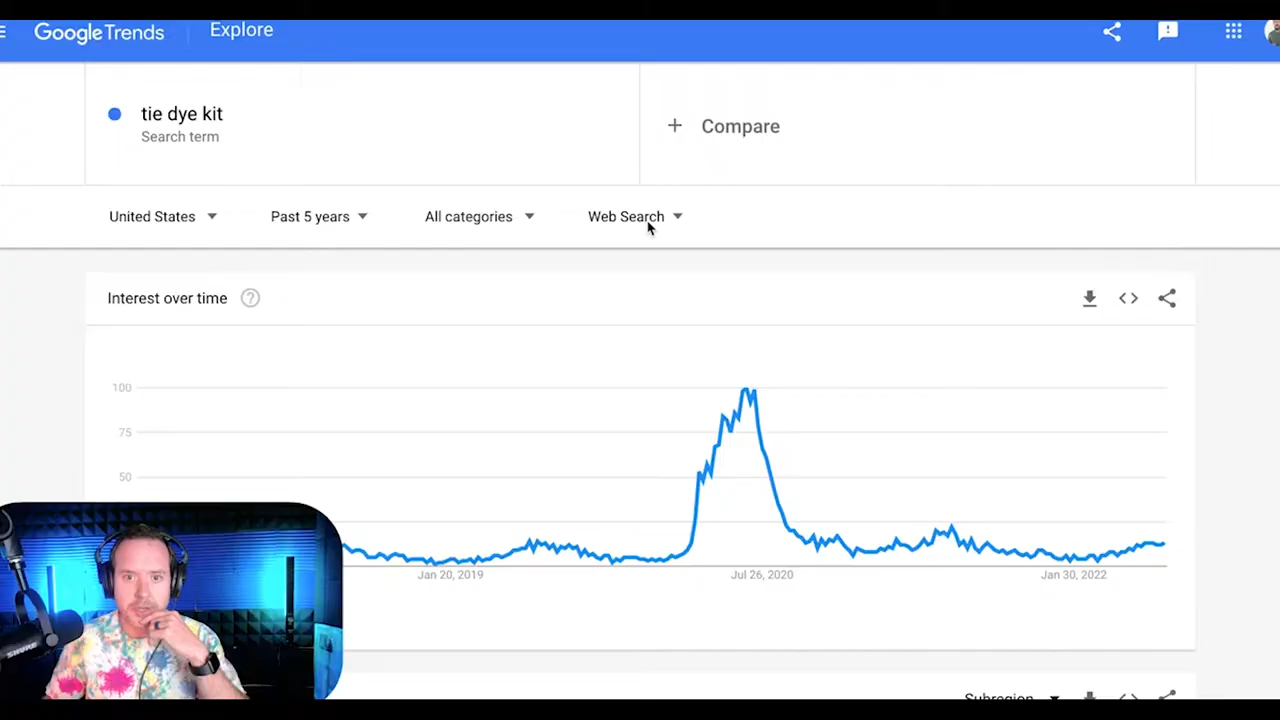 Google Trends
Explore
tie dye kit
Search term
+ Compare
United States
Past 5 years
All categories
Web Search
Interest over time
?
100
75
50
Jan 20, 2019
Jul 26, 2020
Jan 30, 2022
SHURE
Subregion